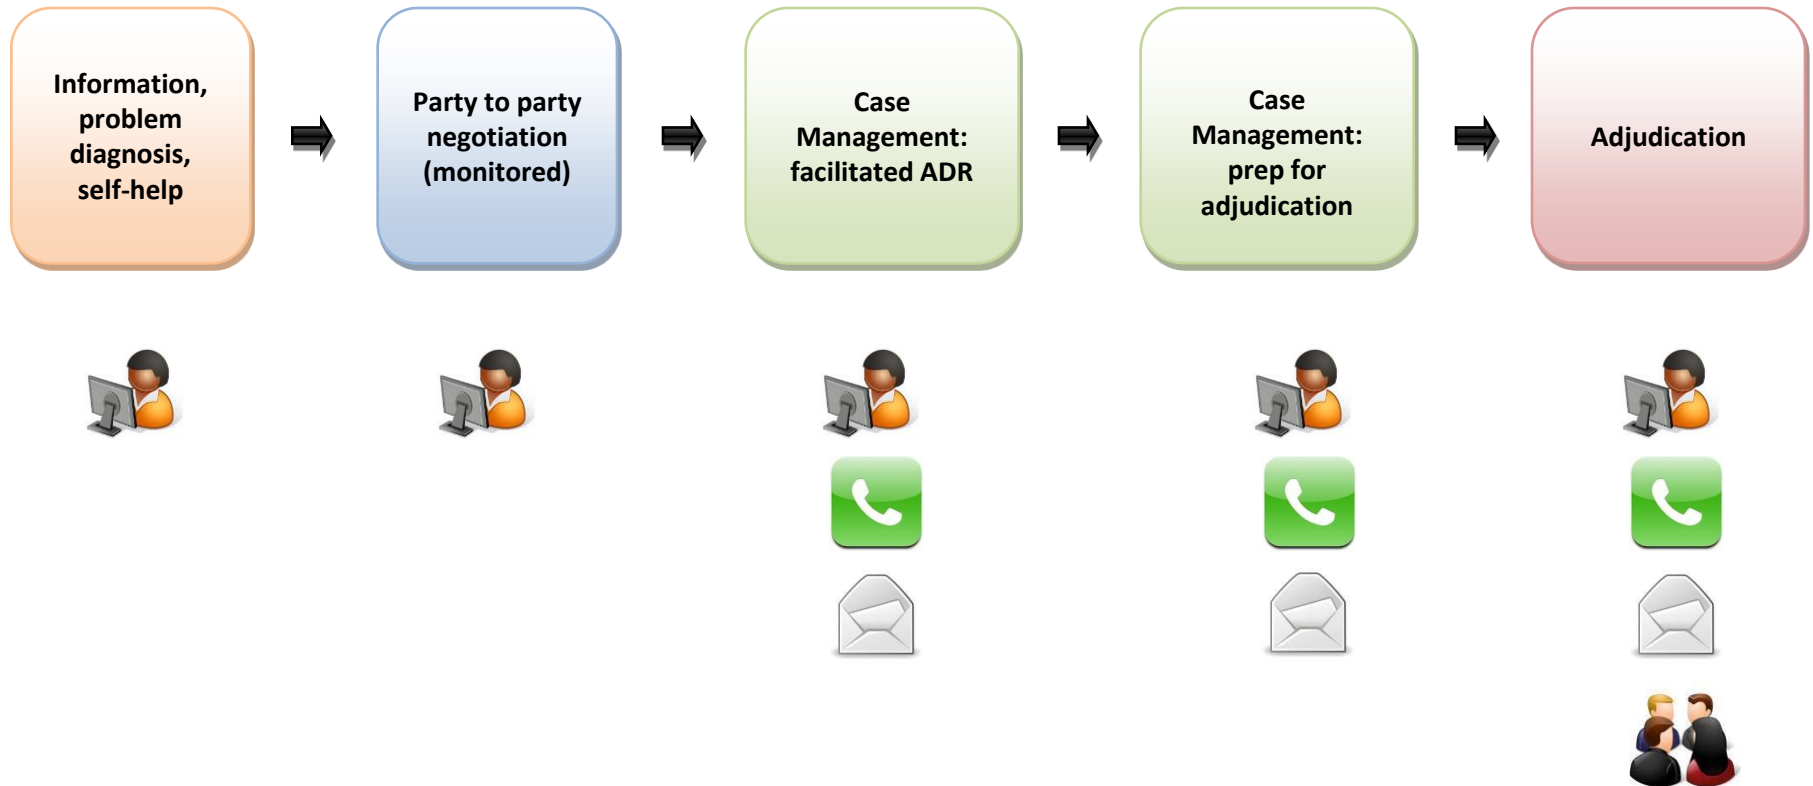 Information,
problem
diagnosis,
self-help
Party to party
negotiation
(monitored)
Case
Management:
facilitated ADR
Case
Management:
prep for
adjudication
Adjudication